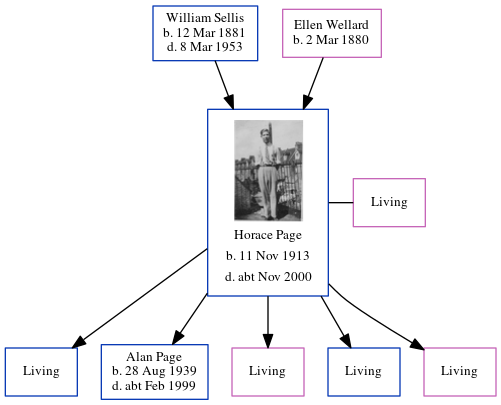 William Sellis
b. 12 Mar 1881
d. 8 Mar 1953
Ellen Wellard
b. 2 Mar 1880
Horace Page
b. 11 Nov 1913
d. abt Nov 2000
Living
Living
Alan Page
b. 28 Aug 1939
d. abt Feb 1999
Living
Living
Living